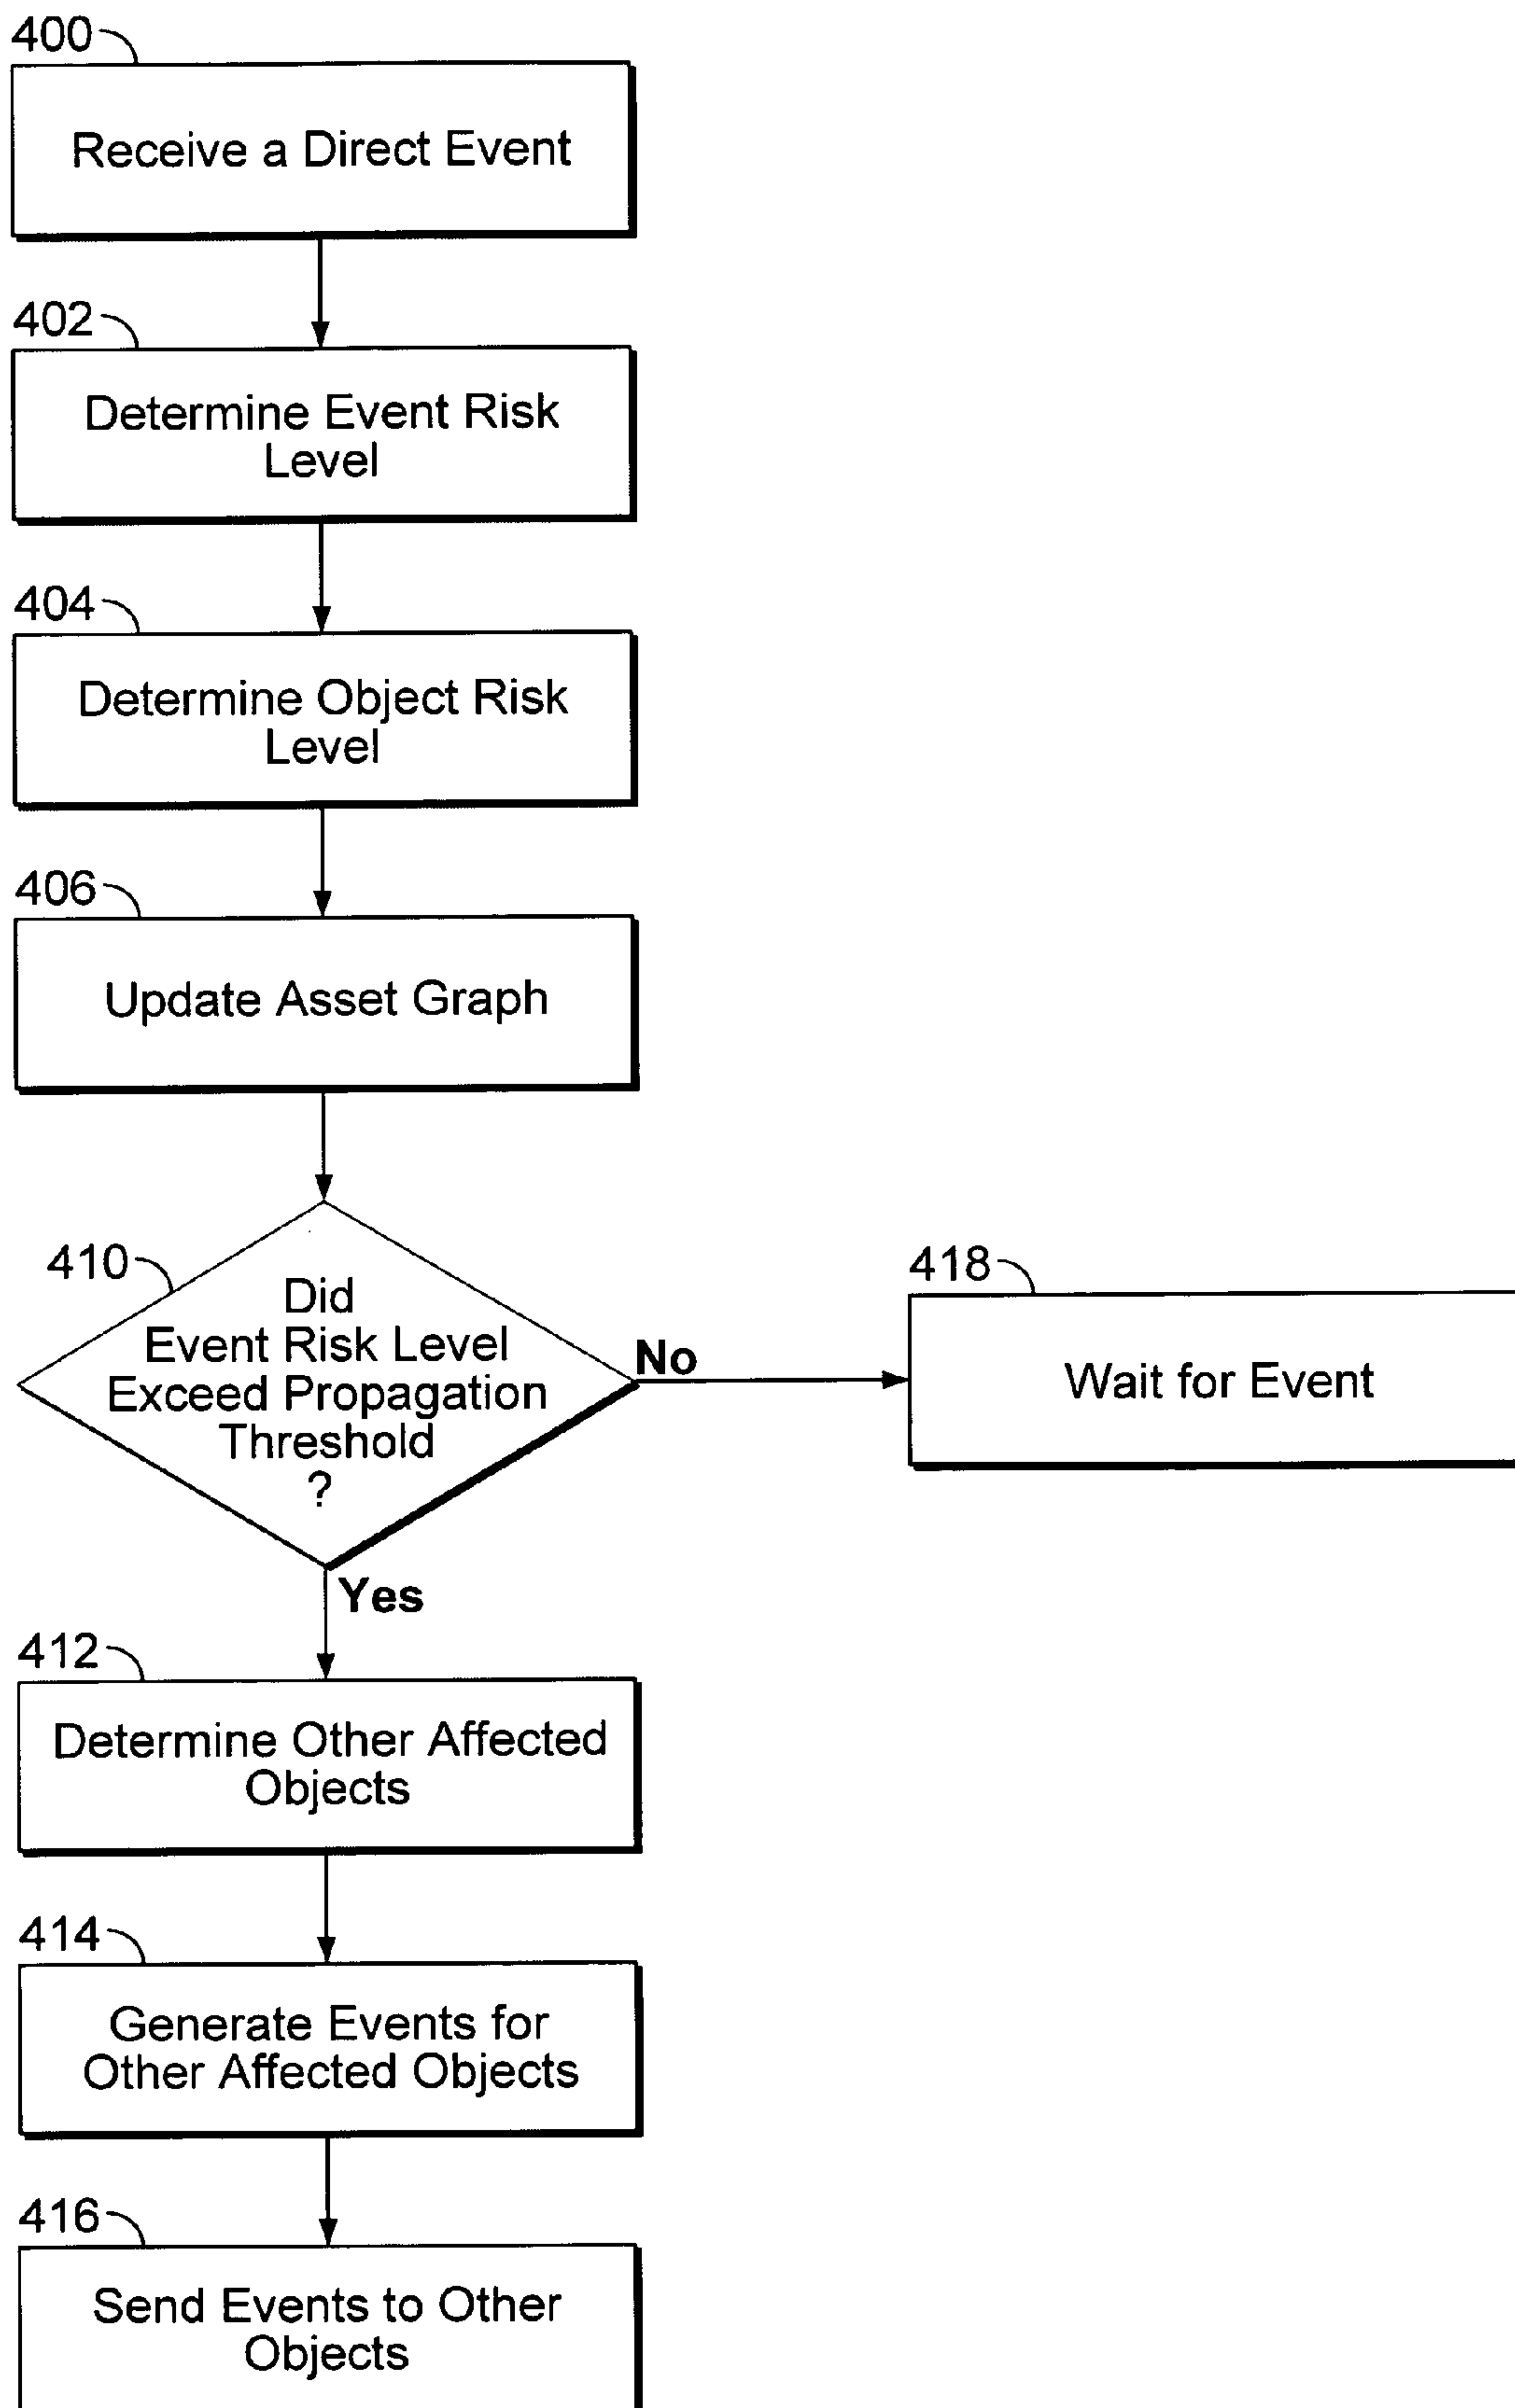 400
Receive a Direct Event
402
Determine Event Risk
Level
404
Determine Object Risk
Level
406
Update Asset Graph
410
Did
Event Risk Level
Exceed Propagation
Threshold
?
No
418
Wait for Event
Yes
412
Determine Other Affected
Objects
414
Generate Events for
Other Affected Objects
416
Send Events to Other
Objects